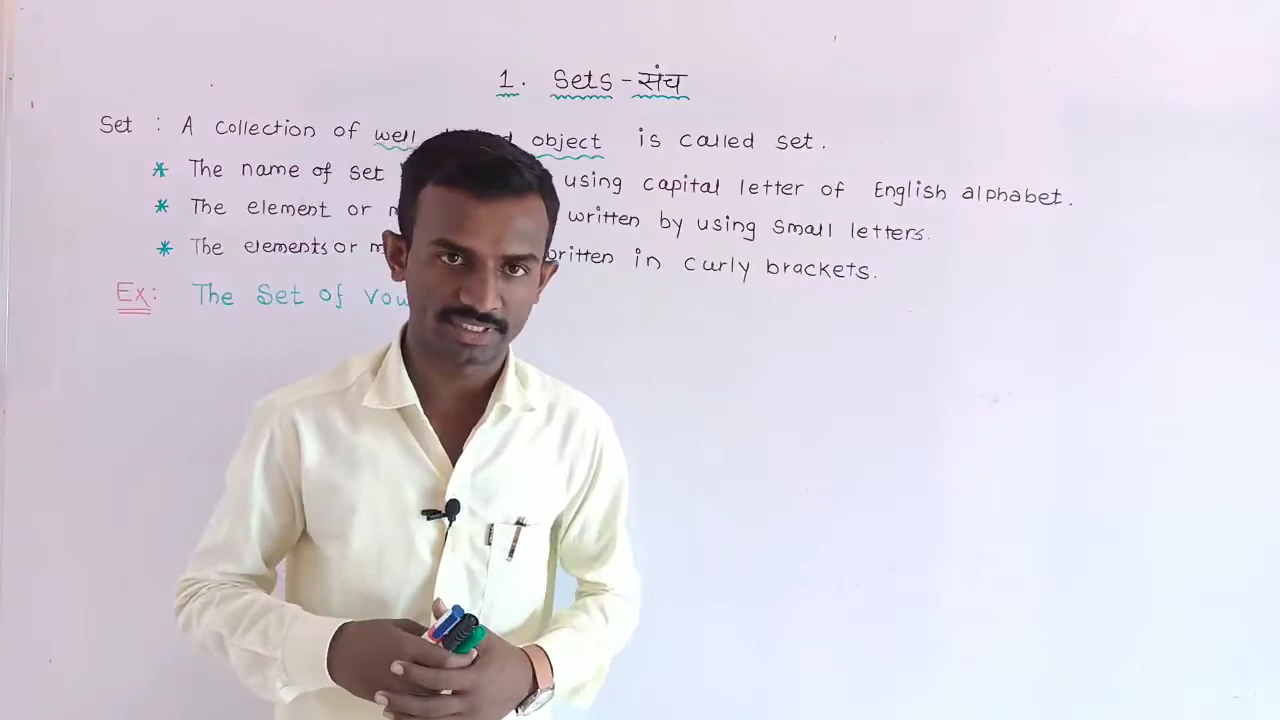 1. Sets - संच
Set : A collection of well object is called set.
* The name of set using capital letter of English alphabet.
* The element or written by using small letters.
* The elements or written in curly brackets.
Ex: The Set of